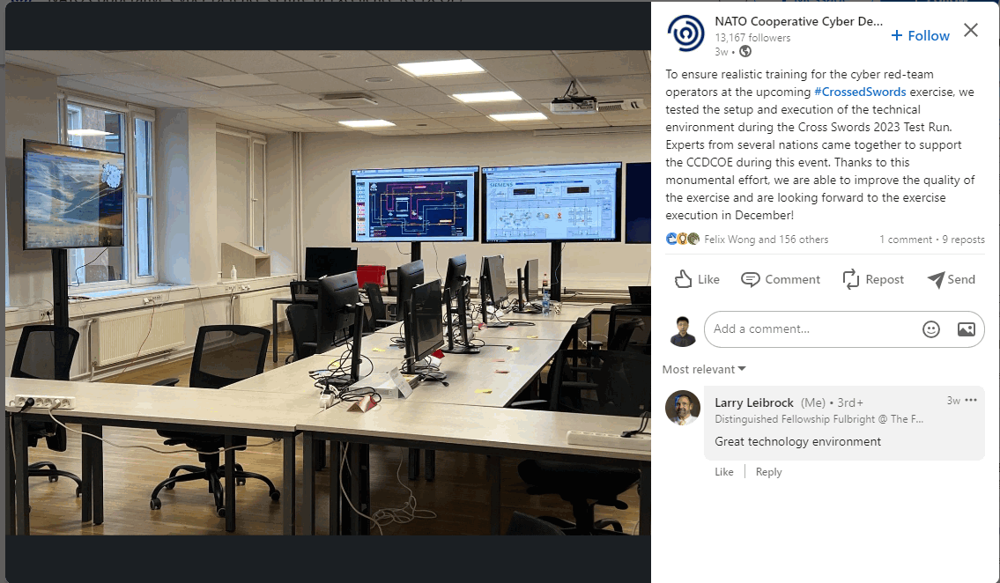 NATO Cooperative Cyber De...
13,167 followers
+ Follow
3w •
To ensure realistic training for the cyber red-team
operators at the upcoming #CrossedSwords exercise, we
tested the setup and execution of the technical
environment during the Cross Swords 2023 Test Run.
Experts from several nations came together to support
the CCDCOE during this event. Thanks to this
monumental effort, we are able to improve the quality of
the exercise and are looking forward to the exercise
execution in December!
Felix Wong and 156 others
1 comment • 9 reposts
Like
Comment
Repost
Send
Add a comment...
Most relevant
Larry Leibrock (Me) • 3rd+
3w
Distinguished Fellowship Fulbright @ The F...
Great technology environment
Like
Reply
SIEMENS